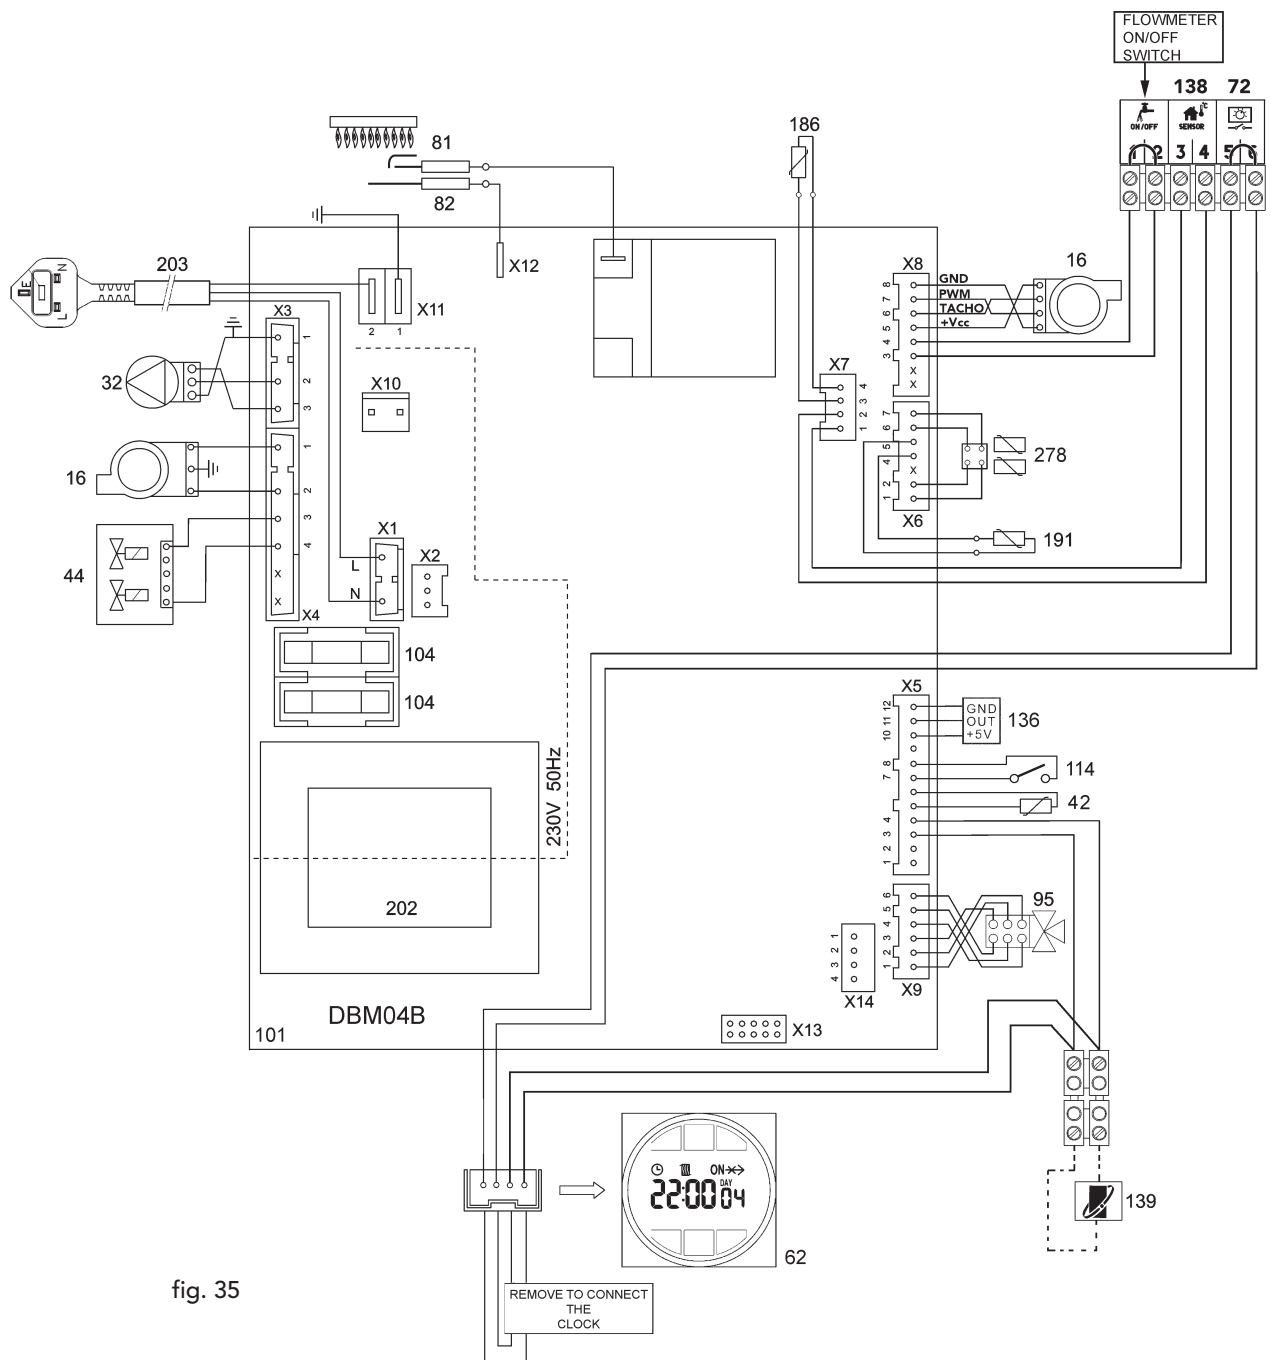 FLOWMETER
ON/OFF
SWITCH
138 72
ON/OFF SENSOR °C
1 2 3 4 5 6
81
82
186
203
N
E
L
X12
X11
2 1
X3
1
2
3
32
X10
X8
8
7
6
5
4
3
X
X
GND
PWM
TACHO
+Vcc
16
X7
4
3
2
1
16
1
2
3
4
X
X
X4
44
X1
L
N
X2
7
6
5
4
X
2
1
X6
278
191
104
104
230V 50Hz
202
X5
12
11
10
8
7
4
3
2
1
GND
OUT
+5V
136
114
42
6
5
4
3
2
1
X9
95
1
2
3
4
X14
X13
DBM04B
101
ON
DAY
22:00 04
62
139
REMOVE TO CONNECT
THE
CLOCK
fig. 35